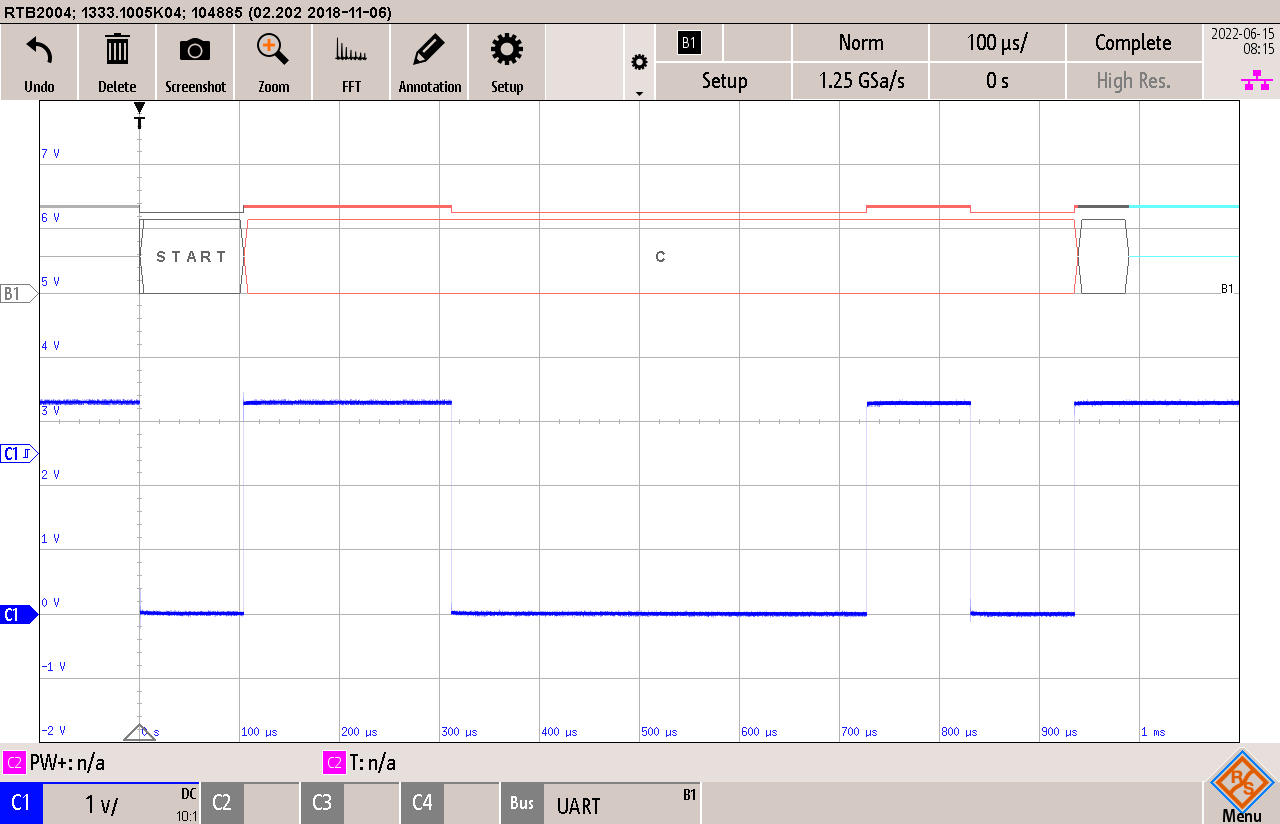 RTB2004; 1333.1005K04; 104885 (02.202 2018-11-06)
Undo Delete Screenshot Zoom FFT Annotation Setup
B1 Norm 100 µs/ Complete 2022-06-15
08:15
Setup 1.25 GSa/s 0 s High Res.
T
7 V
6 V
START C
5 V
B1 B1
4 V
3 V
C1
2 V
1 V
0 V
C1
-1 V
-2 V 0 s 100 µs 200 µs 300 µs 400 µs 500 µs 600 µs 700 µs 800 µs 900 µs 1 ms
C2 PW+: n/a C2 T: n/a
C1 1 V/ DC 10:1 C2 C3 C4 Bus UART B1
R&S
Menu